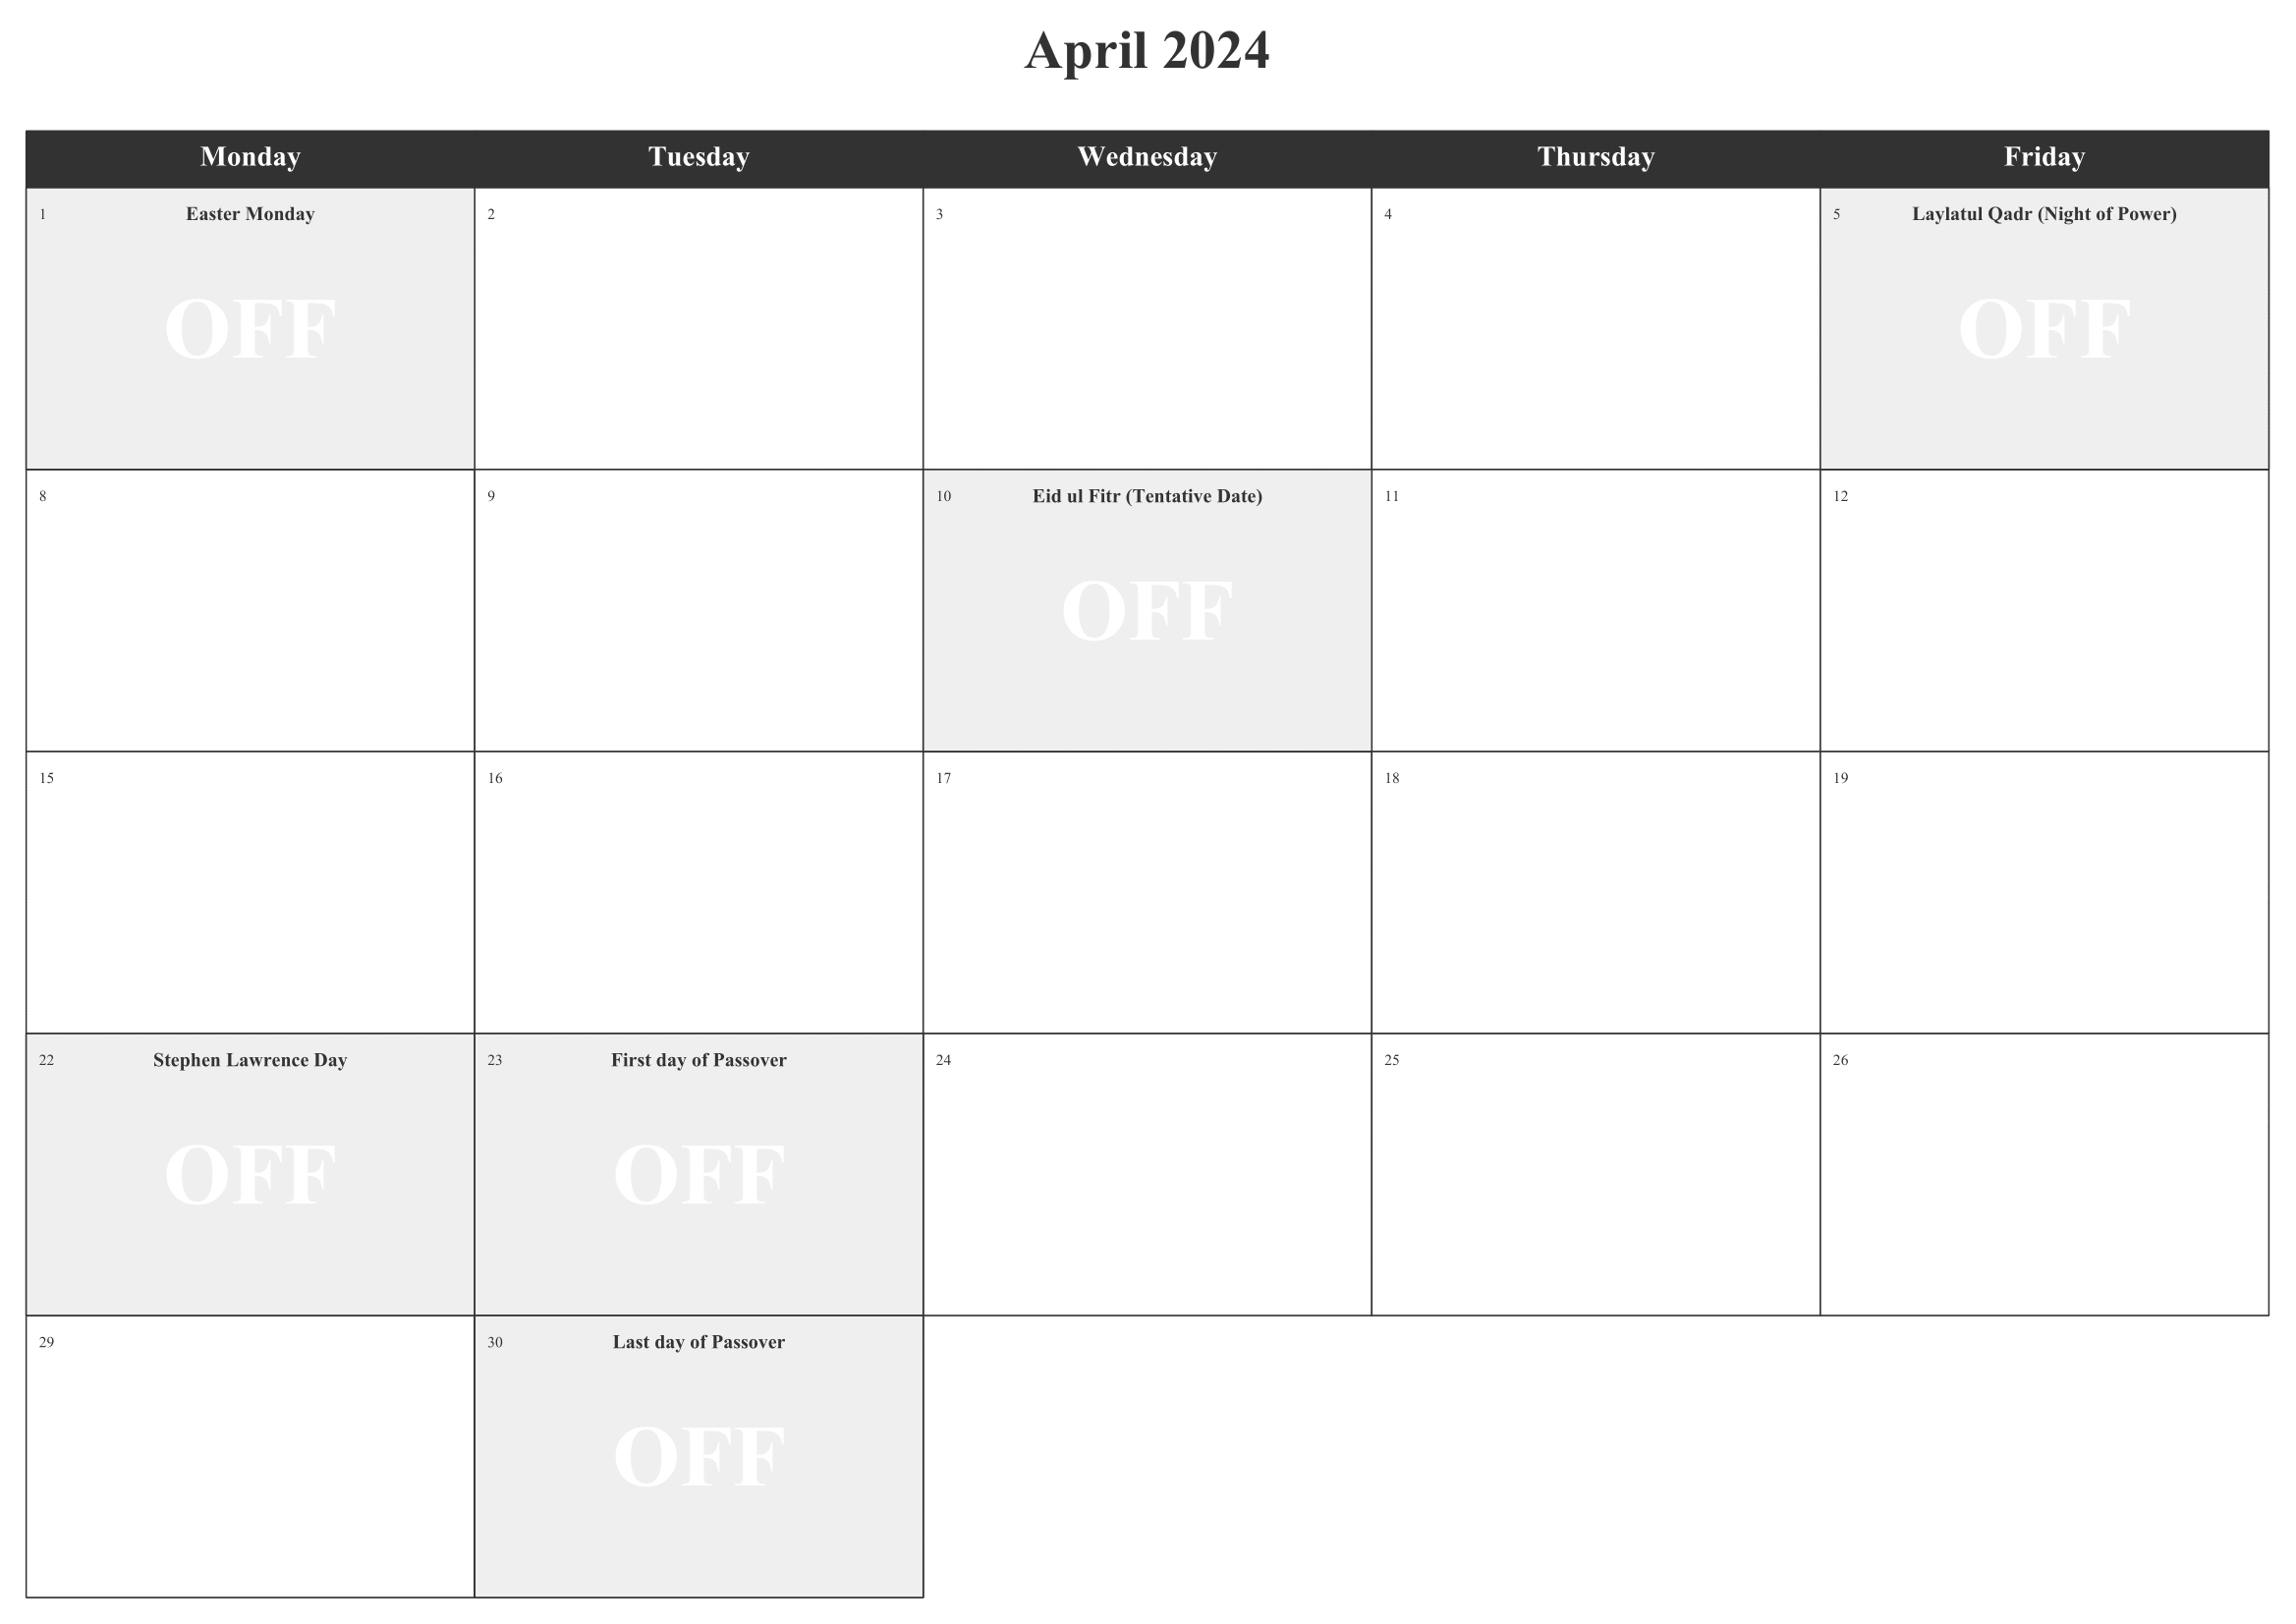 April 2024
Monday Tuesday Wednesday Thursday Friday
1 Easter Monday
OFF
2
3
4
5 Laylatul Qadr (Night of Power)
OFF
8
9
10 Eid ul Fitr (Tentative Date)
OFF
11
12
15
16
17
18
19
22 Stephen Lawrence Day
OFF
23 First day of Passover
OFF
24
25
26
29
30 Last day of Passover
OFF